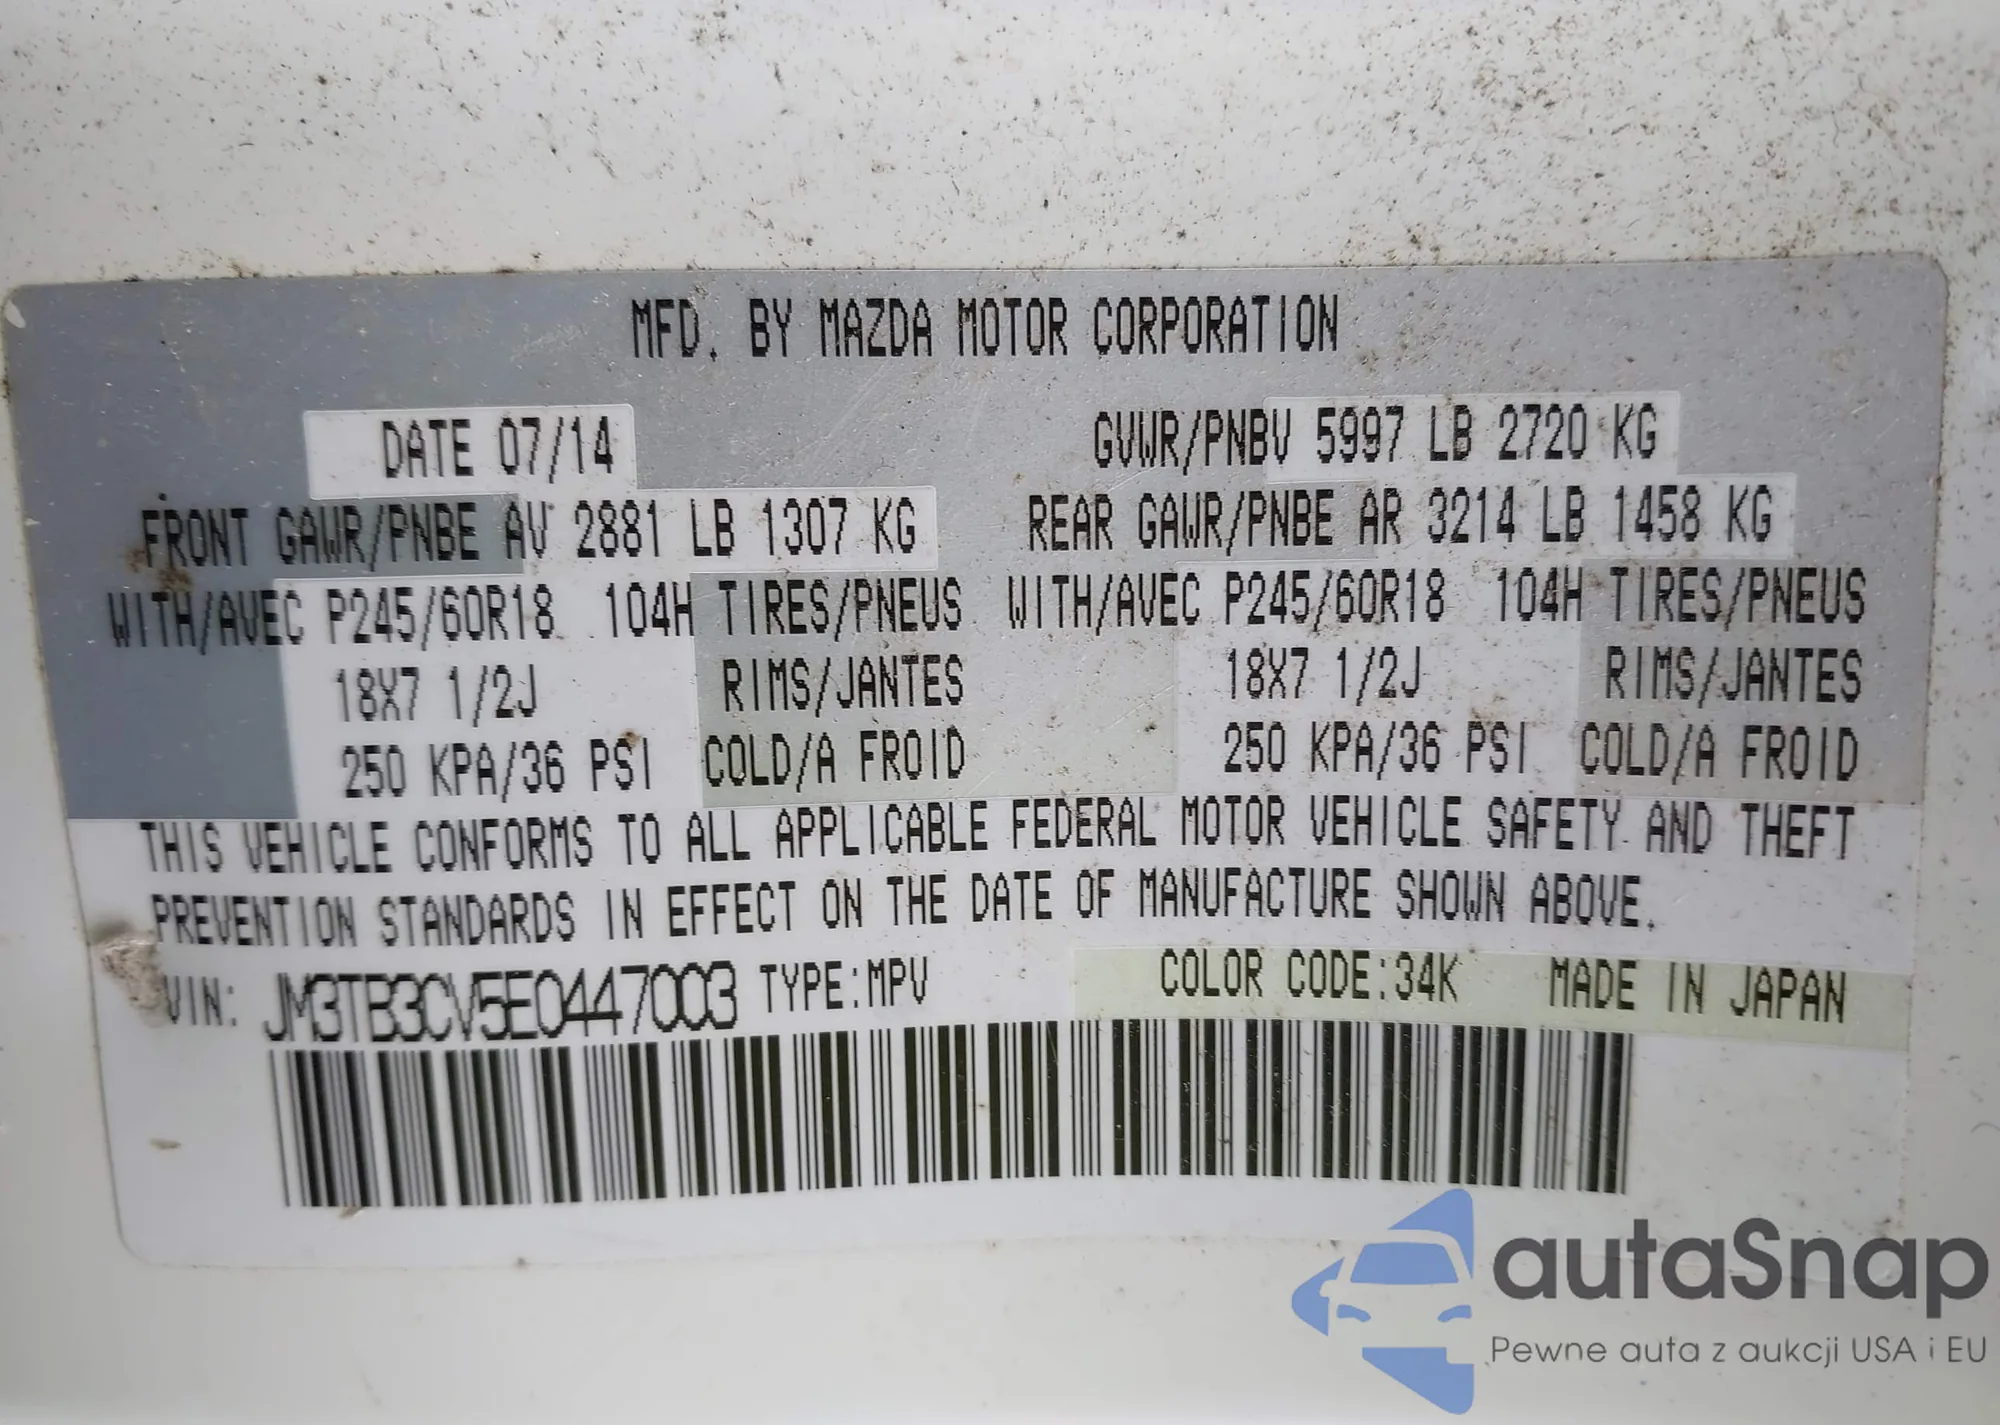 MFD. BY MAZDA MOTOR CORPORATION
DATE 07/14 GVWR/PNBV 5997 LB 2720 KG
FRONT GAWR/PNBE AV 2881 LB 1307 KG REAR GAWR/PNBE AR 3214 LB 1458 KG
WITH/AVEC P245/60R18 104H TIRES/PNEUS WITH/AVEC P245/60R18 104H TIRES/PNEUS
18X7 1/2J RIMS/JANTES 18X7 1/2J RIMS/JANTES
250 KPA/36 PSI COLD/A FROID 250 KPA/36 PSI COLD/A FROID
THIS VEHICLE CONFORMS TO ALL APPLICABLE FEDERAL MOTOR VEHICLE SAFETY AND THEFT
PREVENTION STANDARDS IN EFFECT ON THE DATE OF MANUFACTURE SHOWN ABOVE.
VIN: JM3TB3CV5E0447003 TYPE:MPV COLOR CODE:34K MADE IN JAPAN
autaSnap
Pewne auta z aukcji USA i EU